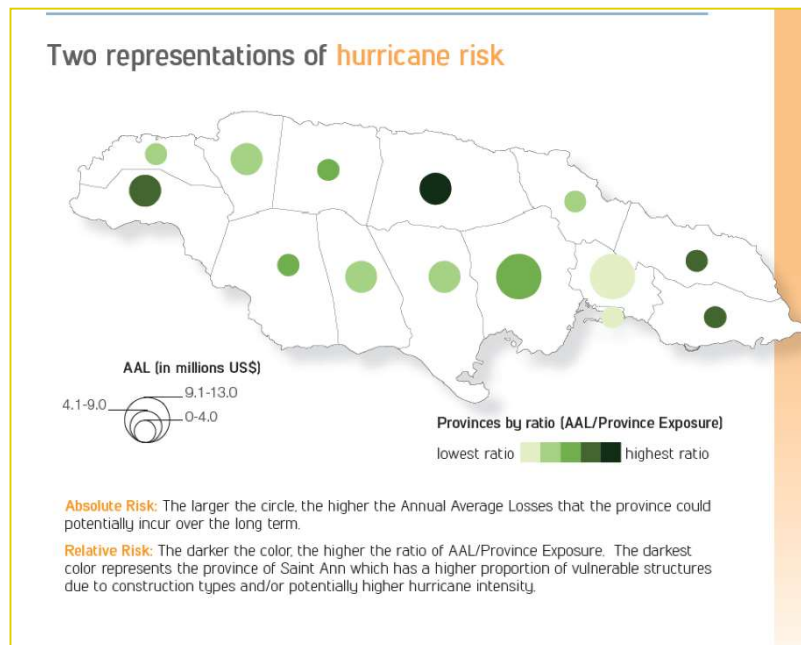 Two representations of hurricane risk
AAL (in millions US$)
9.1-13.0
4.1-9.0
0-4.0
Provinces by ratio (AAL/Province Exposure)
lowest ratio highest ratio
Absolute Risk: The larger the circle, the higher the Annual Average Losses that the province could
potentially incur over the long term.
Relative Risk: The darker the color, the higher the ratio of AAL/Province Exposure. The darkest
color represents the province of Saint Ann which has a higher proportion of vulnerable structures
due to construction types and/or potentially higher hurricane intensity.